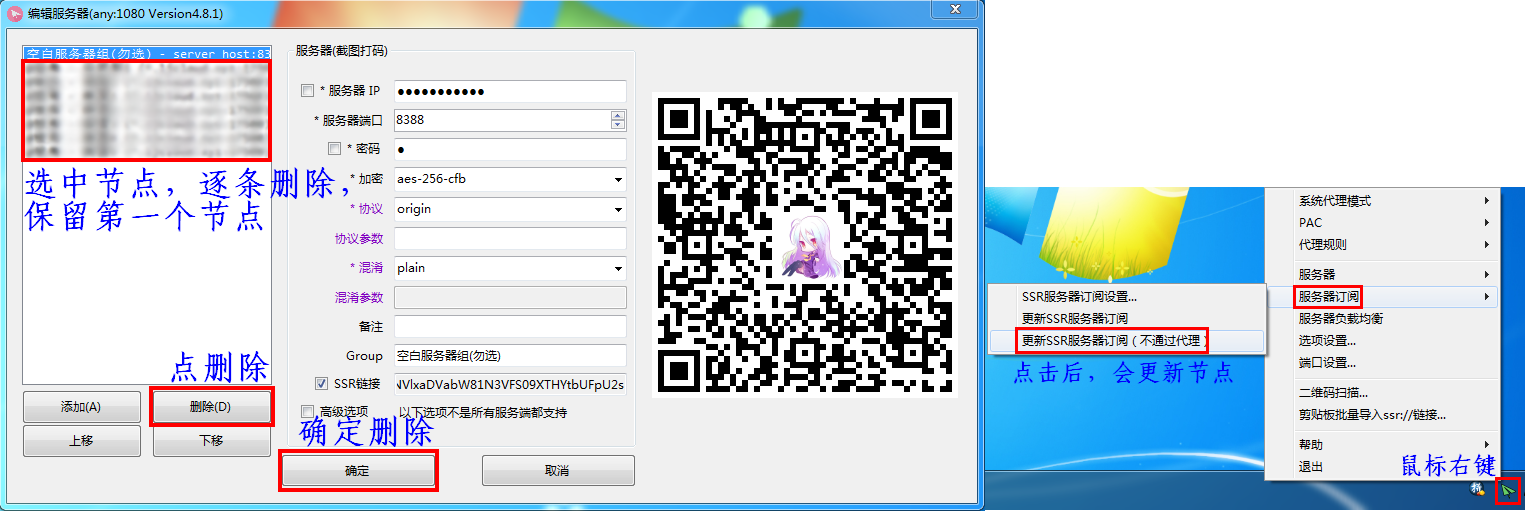 编辑服务器(any:1080 Version4.8.1)
空白服务器组(勿选) - server host:83
选中节点，逐条删除，
保留第一个节点
点删除
添加(A)
删除(D)
上移
下移
服务器(截图打码)
* 服务器 IP
●●●●●●●●●●●
* 服务器端口
8388
* 密码
●
* 加密
aes-256-cfb
* 协议
origin
协议参数
* 混淆
plain
混淆参数
备注
Group
空白服务器组(勿选)
SSR链接
NVlxaDVabW81N3VFS09XTHYtbUFpU2s
高级选项
以下选项不是所有服务端都支持
确定删除
确定
取消
系统代理模式
PAC
代理规则
服务器
服务器订阅
服务器负载均衡
选项设置...
端口设置...
二维码扫描...
剪贴板批量导入ssr://链接...
帮助
退出
SSR服务器订阅设置...
更新SSR服务器订阅
更新SSR服务器订阅（不通过代理）
点击后，会更新节点
鼠标右键
拼